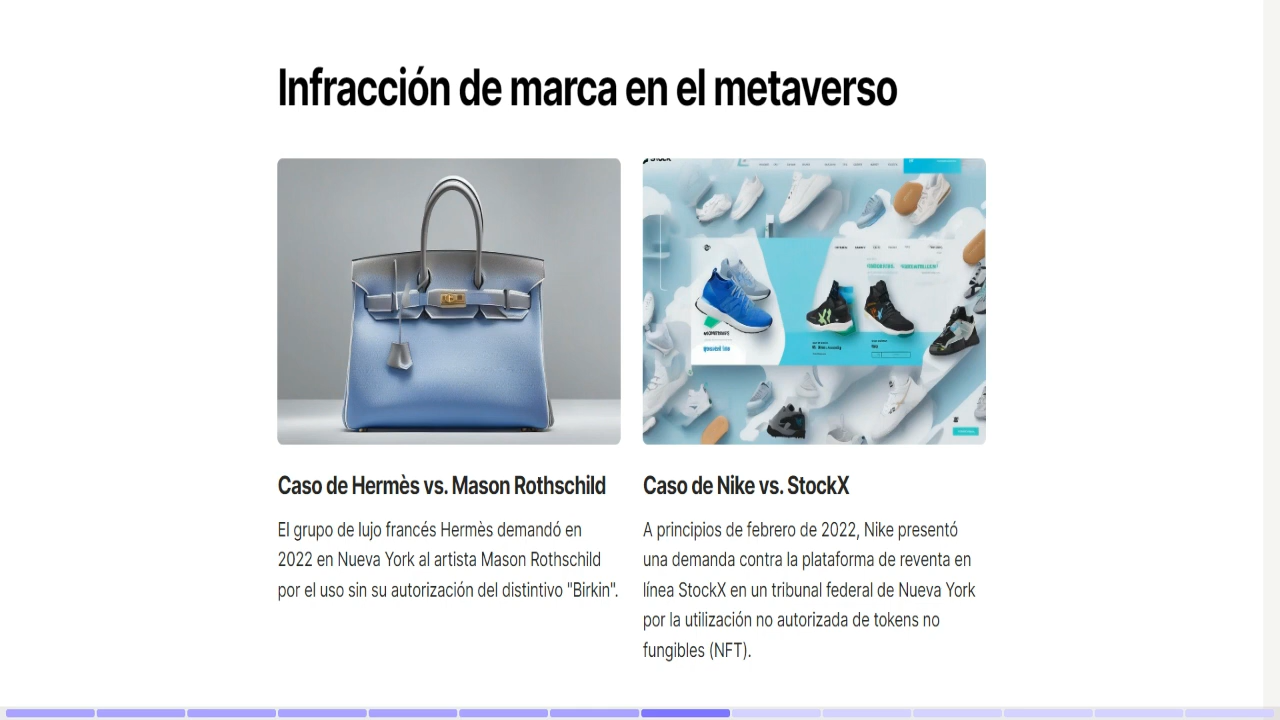 Infracción de marca en el metaverso
Caso de Hermès vs. Mason Rothschild
El grupo de lujo francés Hermès demandó en
2022 en Nueva York al artista Mason Rothschild
por el uso sin su autorización del distintivo "Birkin".
Caso de Nike vs. StockX
A principios de febrero de 2022, Nike presentó
una demanda contra la plataforma de reventa en
línea StockX en un tribunal federal de Nueva York
por la utilización no autorizada de tokens no
fungibles (NFT).